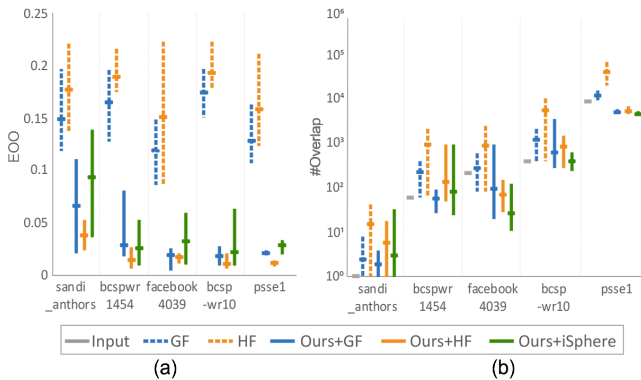 (a)
0.25
0.2
0.15
0.1
0.05
0
EOO
sandi _anthors
bcspwr 1454
facebook 4039
bcsp -wr10
psse1
(b)
10⁶
10⁵
10⁴
10³
10²
10¹
10⁰
#Overlap
sandi _anthors
bcspwr 1454
facebook 4039
bcsp -wr10
psse1
Input GF HF Ours+GF Ours+HF Ours+iSphere
(a)
(b)